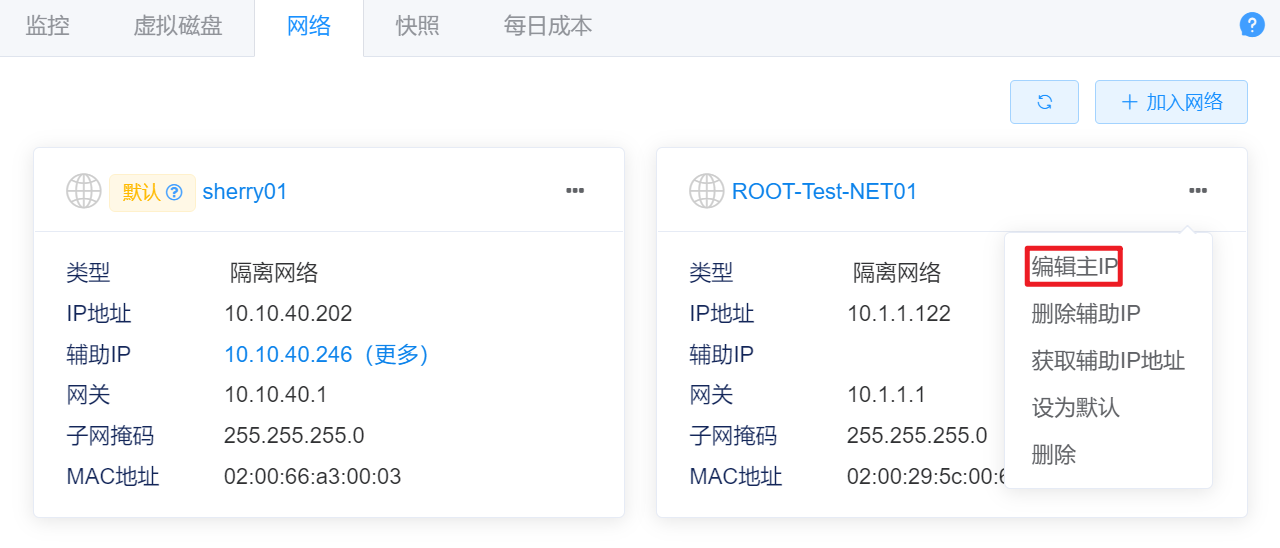 监控 虚拟磁盘 网络 快照 每日成本
加入网络
默认 sherry01
类型 隔离网络
IP地址 10.10.40.202
辅助IP 10.10.40.246（更多）
网关 10.10.40.1
子网掩码 255.255.255.0
MAC地址 02:00:66:a3:00:03
ROOT-Test-NET01
类型 隔离网络
IP地址 10.1.1.122
辅助IP
网关 10.1.1.1
子网掩码 255.255.255.0
MAC地址 02:00:29:5c:00:
编辑主IP
删除辅助IP
获取辅助IP地址
设为默认
删除